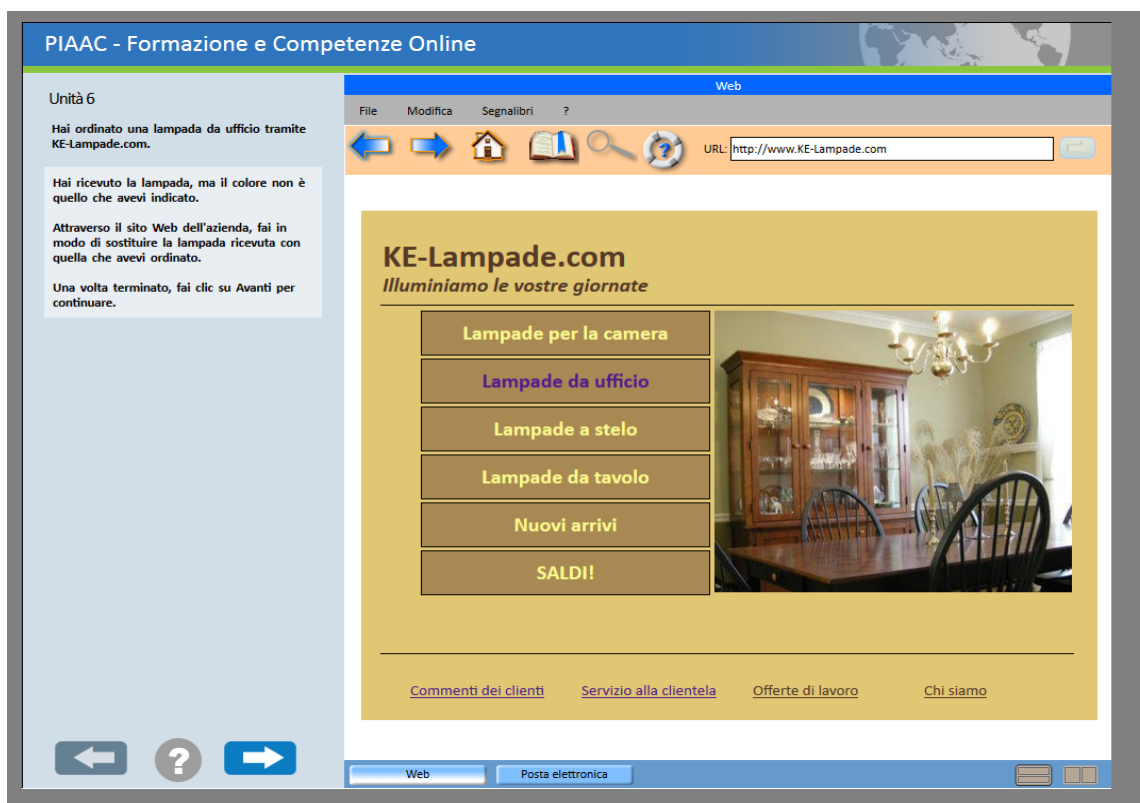 PIAAC - Formazione e Competenze Online
Unità 6
Hai ordinato una lampada da ufficio tramite
KE-Lampade.com.
Hai ricevuto la lampada, ma il colore non è
quello che avevi indicato.
Attraverso il sito Web dell'azienda, fai in
modo di sostituire la lampada ricevuta con
quella che avevi ordinato.
Una volta terminato, fai clic su Avanti per
continuare.
?
Web
File Modifica Segnalibri ?
? URL: http://www.KE-Lampade.com
KE-Lampade.com
Illuminiamo le vostre giornate
Lampade per la camera
Lampade da ufficio
Lampade a stelo
Lampade da tavolo
Nuovi arrivi
SALDI!
Commenti dei clienti Servizio alla clientela Offerte di lavoro Chi siamo
Web Posta elettronica